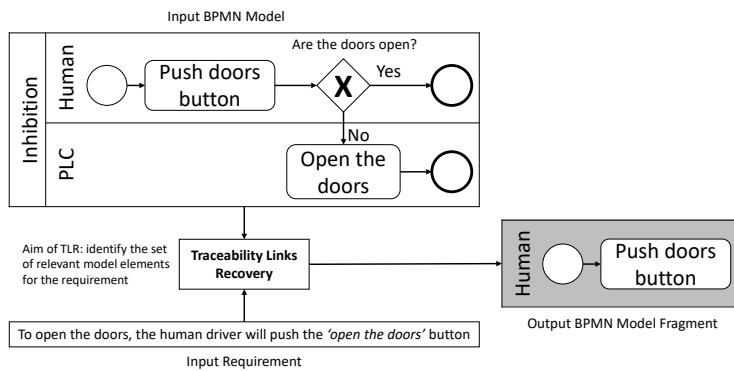 Input BPMN Model
Inhibition
Human
Push doors
button
Are the doors open?
X
Yes
No
PLC
Open the
doors
Aim of TLR: identify the set
of relevant model elements
for the requirement
Traceability Links
Recovery
Human
Push doors
button
Output BPMN Model Fragment
To open the doors, the human driver will push the ‘open the doors’ button
Input Requirement